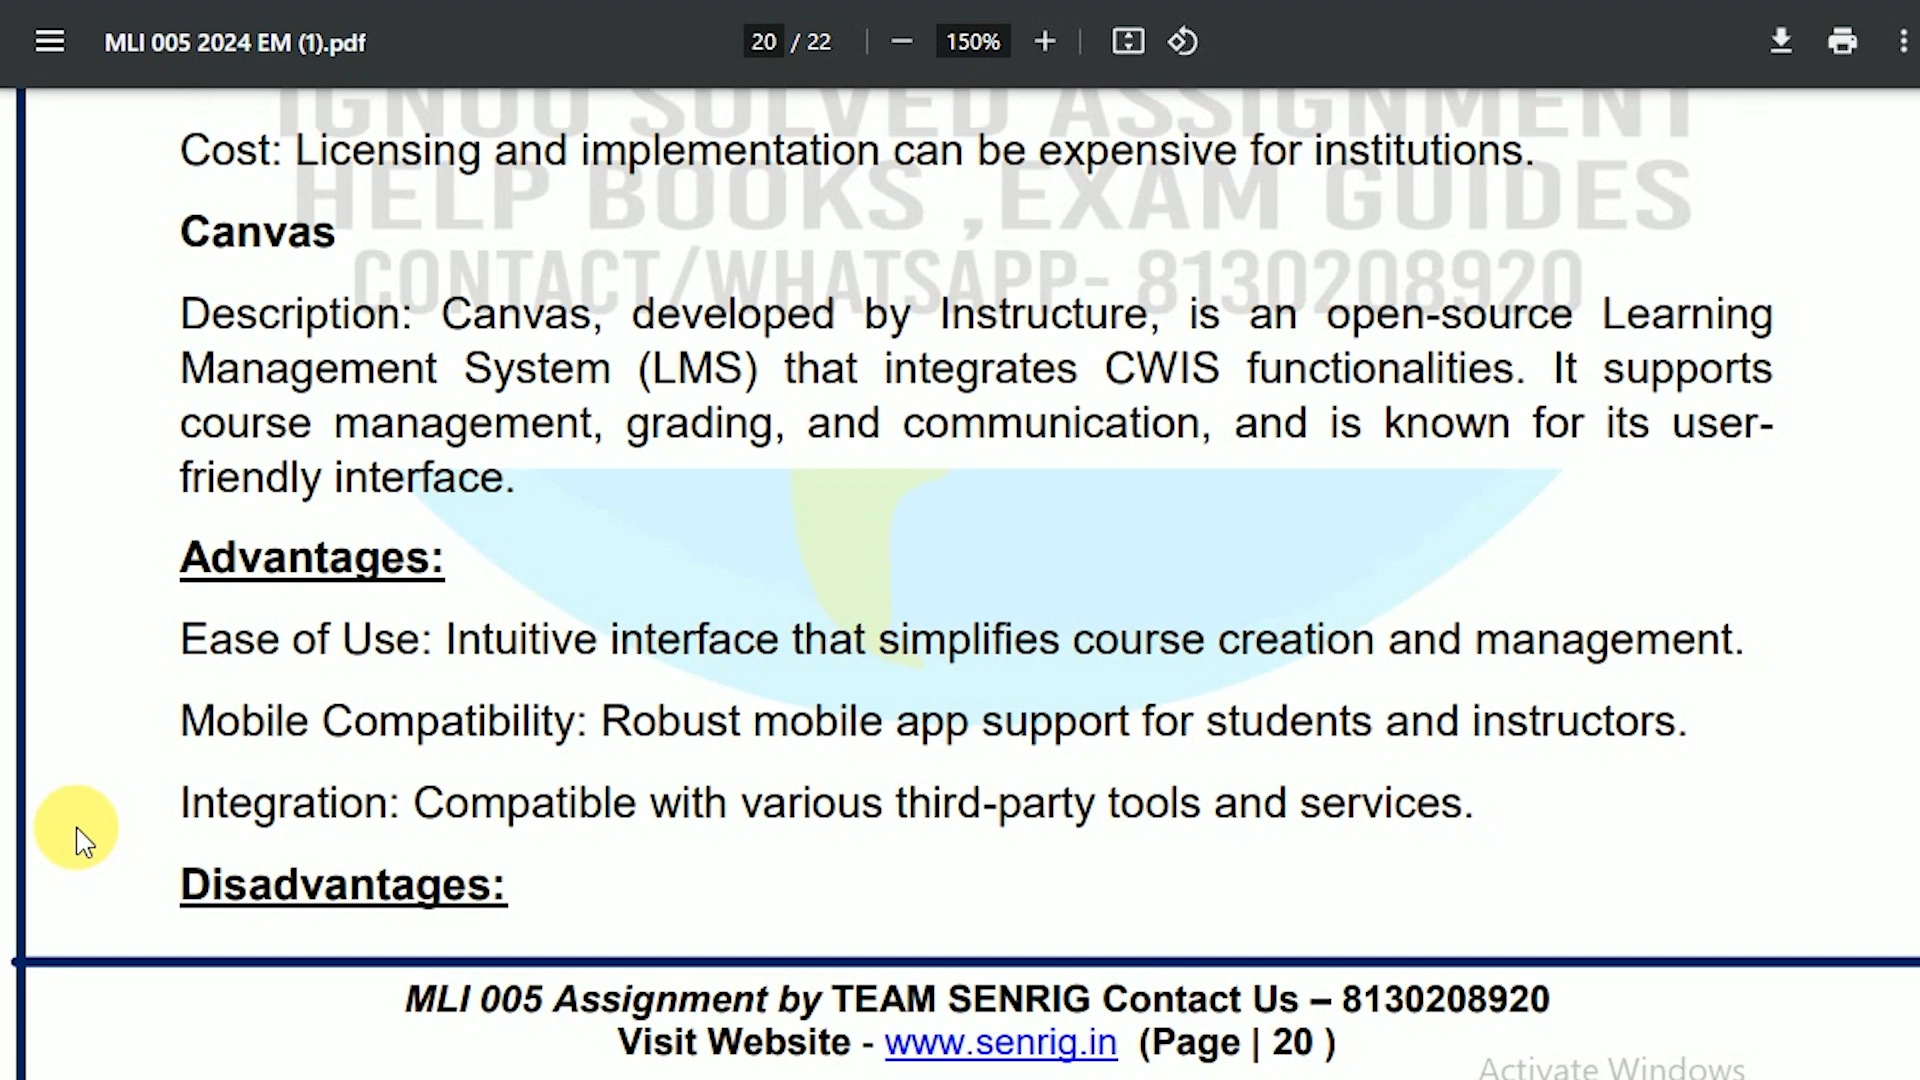 MLI 005 2024 EM (1).pdf
20 / 22
150%
IGNOU SOLVED ASSIGNMENT
Cost: Licensing and implementation can be expensive for institutions.
HELP BOOKS ,EXAM GUIDES
Canvas
CONTACT/WHATSAPP- 8130208920
Description: Canvas, developed by Instructure, is an open-source Learning
Management System (LMS) that integrates CWIS functionalities. It supports
course management, grading, and communication, and is known for its user-
friendly interface.
Advantages:
Ease of Use: Intuitive interface that simplifies course creation and management.
Mobile Compatibility: Robust mobile app support for students and instructors.
Integration: Compatible with various third-party tools and services.
Disadvantages:
MLI 005 Assignment by TEAM SENRIG Contact Us – 8130208920
Visit Website - www.senrig.in (Page | 20 )
Activate Windows